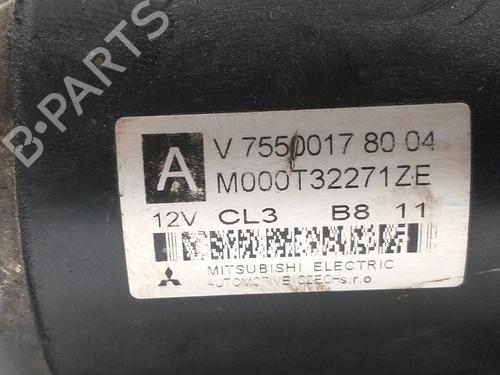 A
V 7550017 80 04
M000T32271ZE
12V CL3 B8 11
MITSUBISHI ELECTRIC
AUTOMOTIVE CZECH s.r.o
B-PARTS